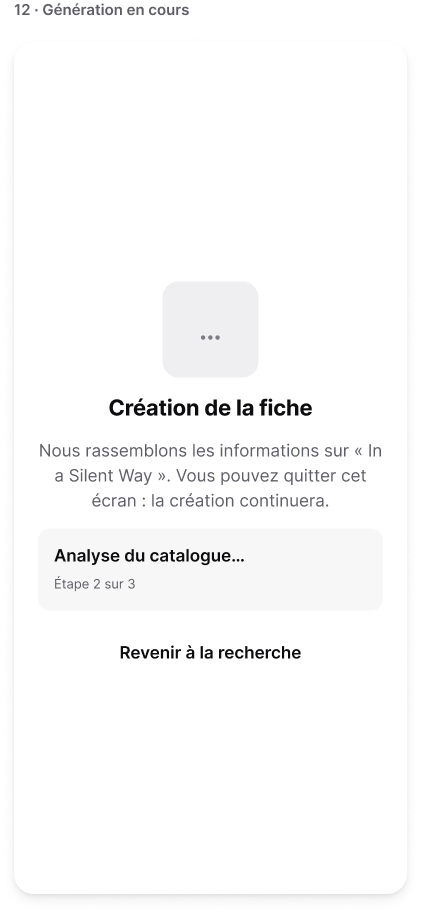 12 · Génération en cours
...
Création de la fiche
Nous rassemblons les informations sur « In
a Silent Way ». Vous pouvez quitter cet
écran : la création continuera.
Analyse du catalogue...
Étape 2 sur 3
Revenir à la recherche